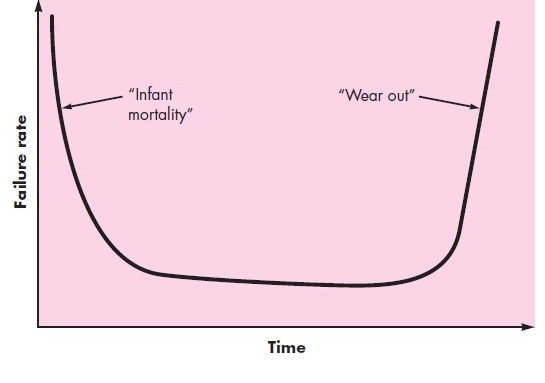 “Infant
mortality”
“Wear out”
Failure rate
Time